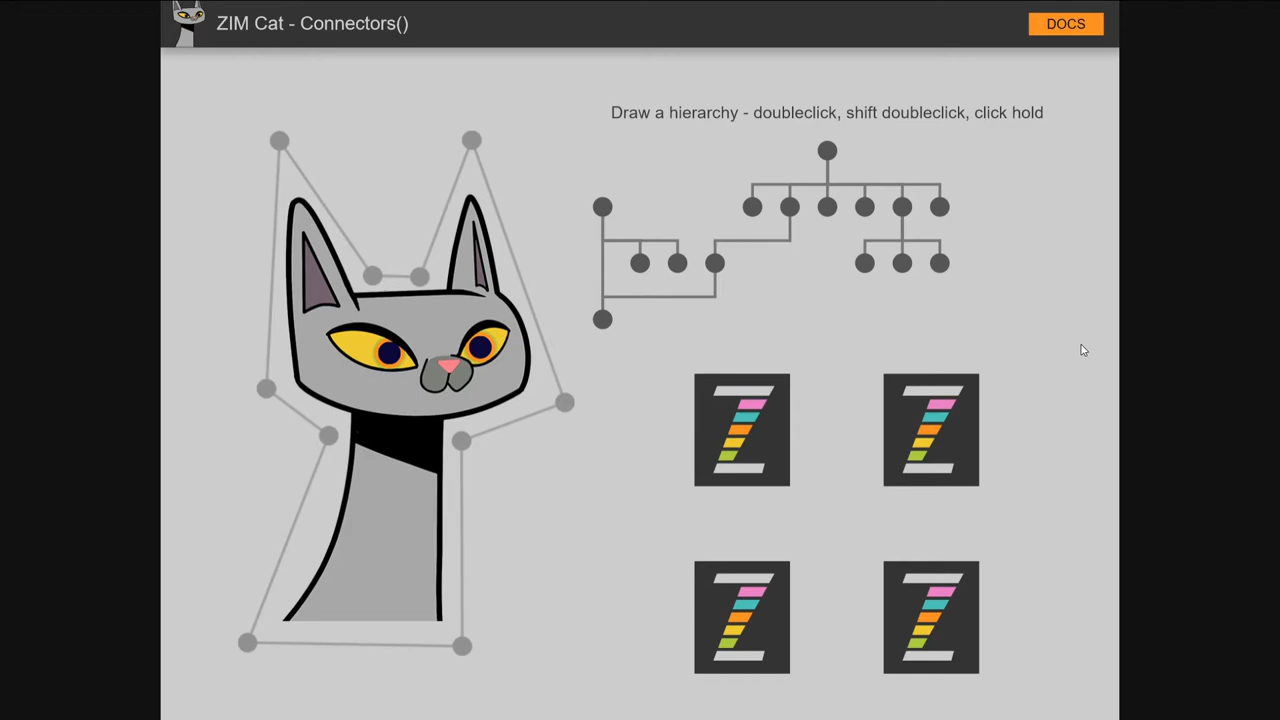 ZIM Cat - Connectors()
DOCS
Draw a hierarchy - doubleclick, shift doubleclick, click hold
Z
Z
Z
Z